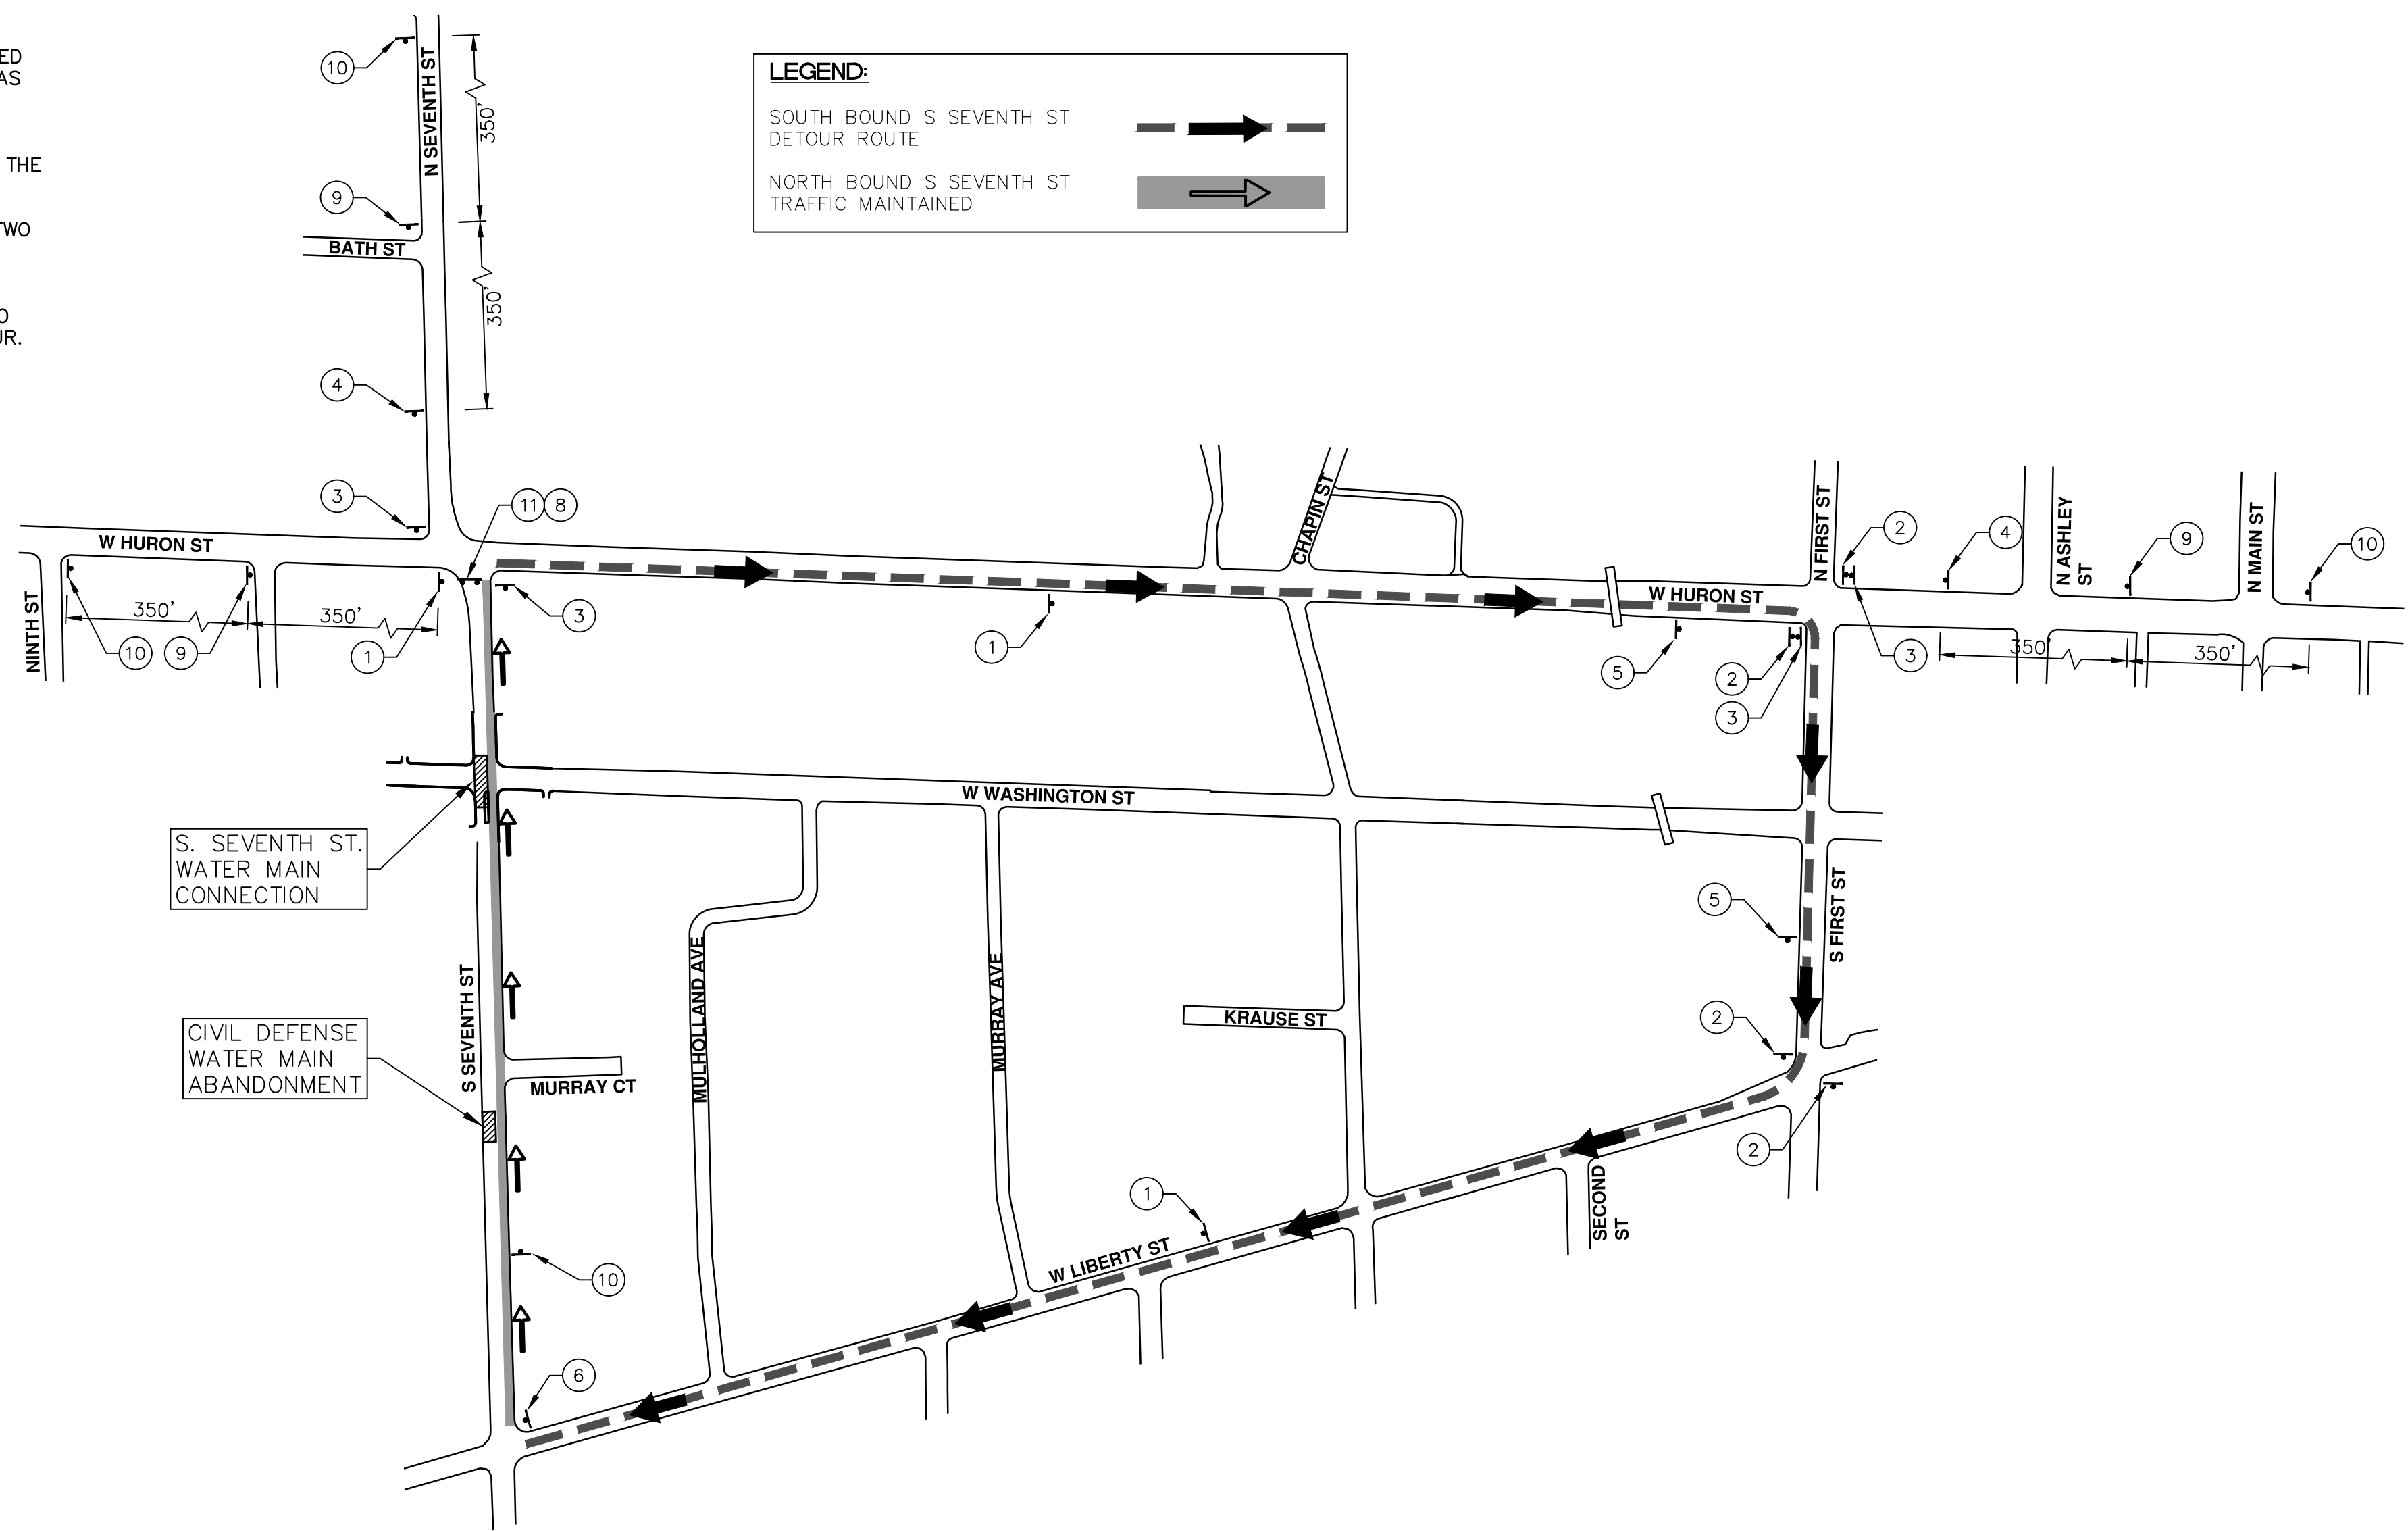 ED
AS
THE
TWO
O
UR.
LEGEND:
SOUTH BOUND S SEVENTH ST
DETOUR ROUTE
NORTH BOUND S SEVENTH ST
TRAFFIC MAINTAINED
10
N SEVENTH ST
350'
9
BATH ST
350'
4
3
11 8
W HURON ST
NINTH ST
350'
350'
10 9
1
3
1
CHAPIN ST
W HURON ST
5
2
3
N FIRST ST
2
4
N ASHLEY
ST
9
N MAIN ST
10
3
350'
350'
S. SEVENTH ST.
WATER MAIN
CONNECTION
W WASHINGTON ST
5
S FIRST ST
2
2
CIVIL DEFENSE
WATER MAIN
ABANDONMENT
S SEVENTH ST
MURRAY CT
MULHOLLAND AVE
MURRAY AVE
KRAUSE ST
1
W LIBERTY ST
SECOND
ST
10
6